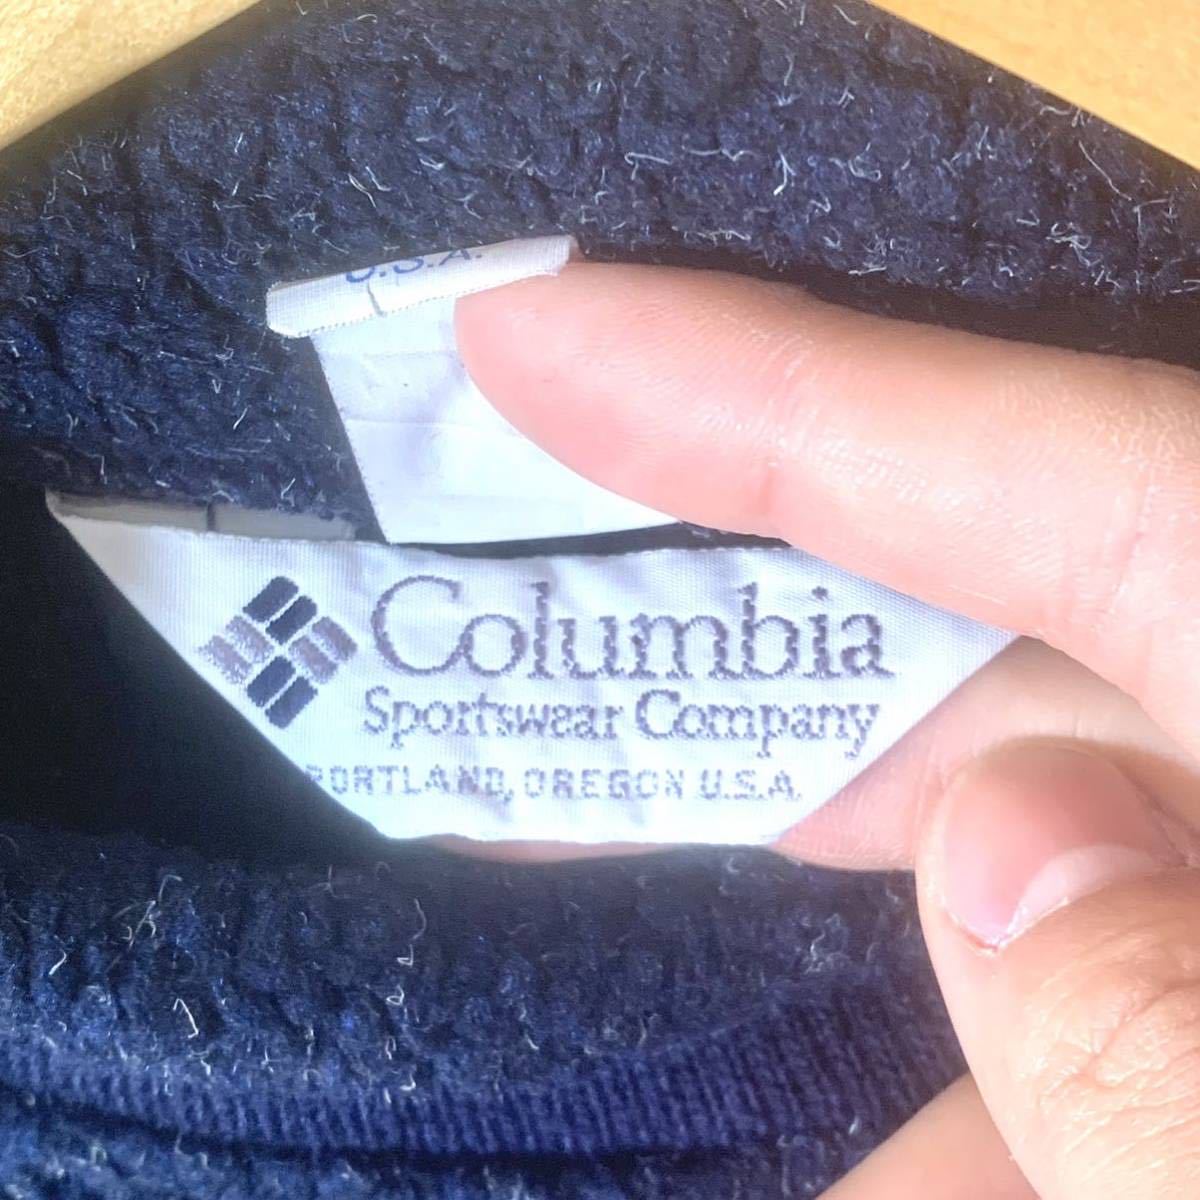 U.S.A.
Columbia
Sportswear Company
PORTLAND, OREGON U.S.A.